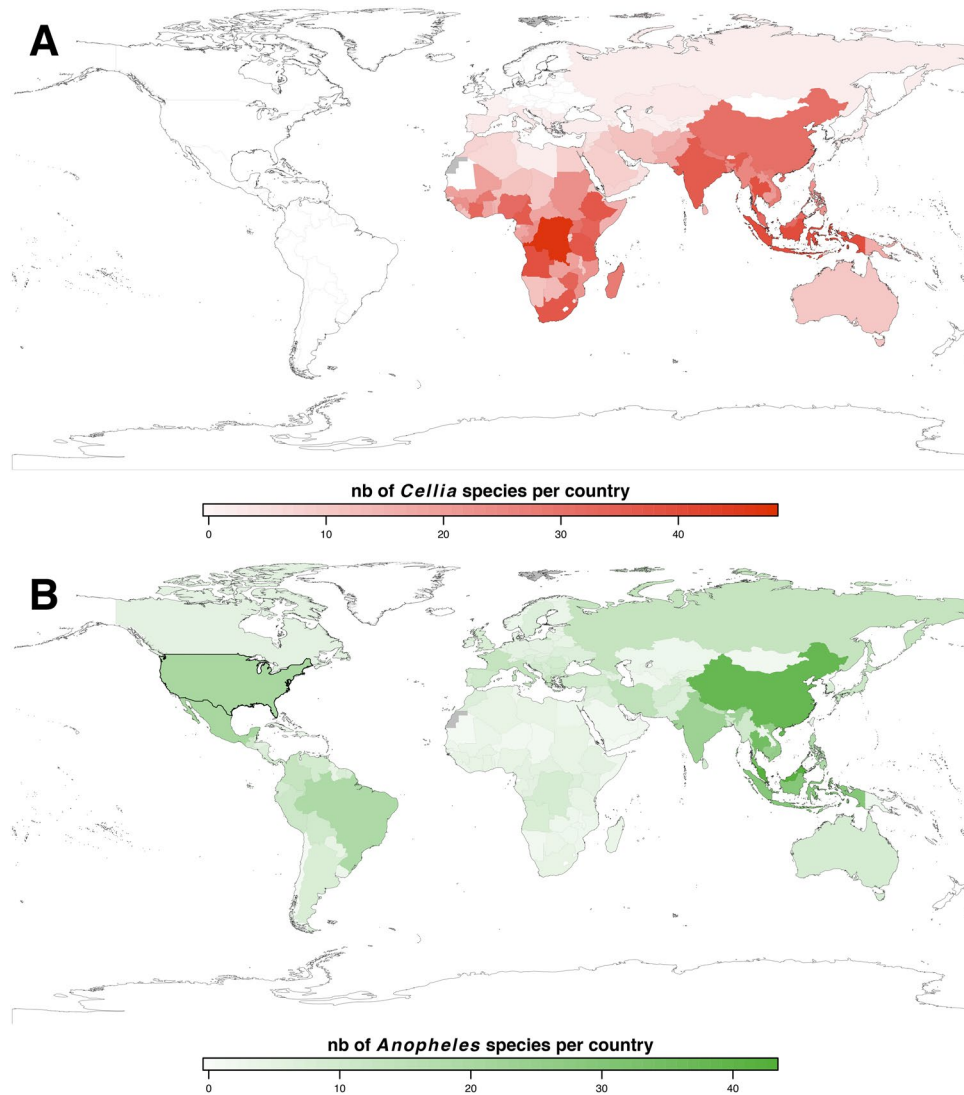 A
nb of Cellia species per country
0 10 20 30 40
B
nb of Anopheles species per country
0 10 20 30 40